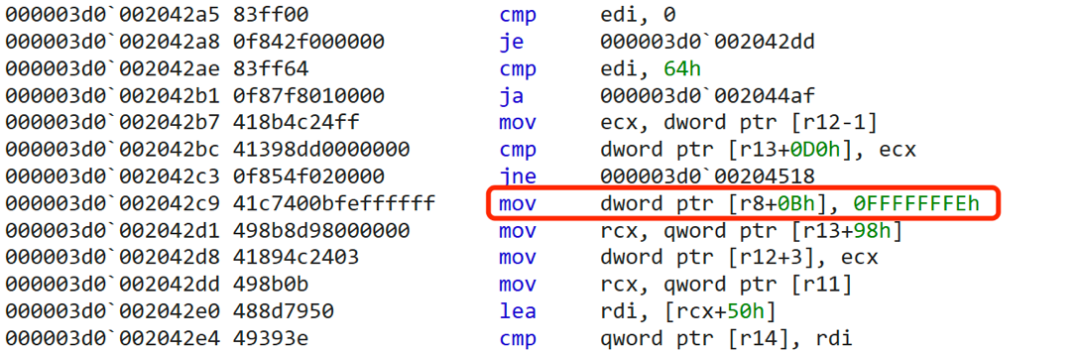 000003d0`002042a5 83ff00 cmp edi, 0
000003d0`002042a8 0f842f000000 je 000003d0`002042dd
000003d0`002042ae 83ff64 cmp edi, 64h
000003d0`002042b1 0f87f8010000 ja 000003d0`002044af
000003d0`002042b7 418b4c24ff mov ecx, dword ptr [r12-1]
000003d0`002042bc 41398dd0000000 cmp dword ptr [r13+0D0h], ecx
000003d0`002042c3 0f854f020000 jne 000003d0`00204518
000003d0`002042c9 41c7400bfeffffff mov dword ptr [r8+0Bh], 0FFFFFFFEh
000003d0`002042d1 498b8d98000000 mov rcx, qword ptr [r13+98h]
000003d0`002042d8 41894c2403 mov dword ptr [r12+3], ecx
000003d0`002042dd 498b0b mov rcx, qword ptr [r11]
000003d0`002042e0 488d7950 lea rdi, [rcx+50h]
000003d0`002042e4 49393e cmp qword ptr [r14], rdi